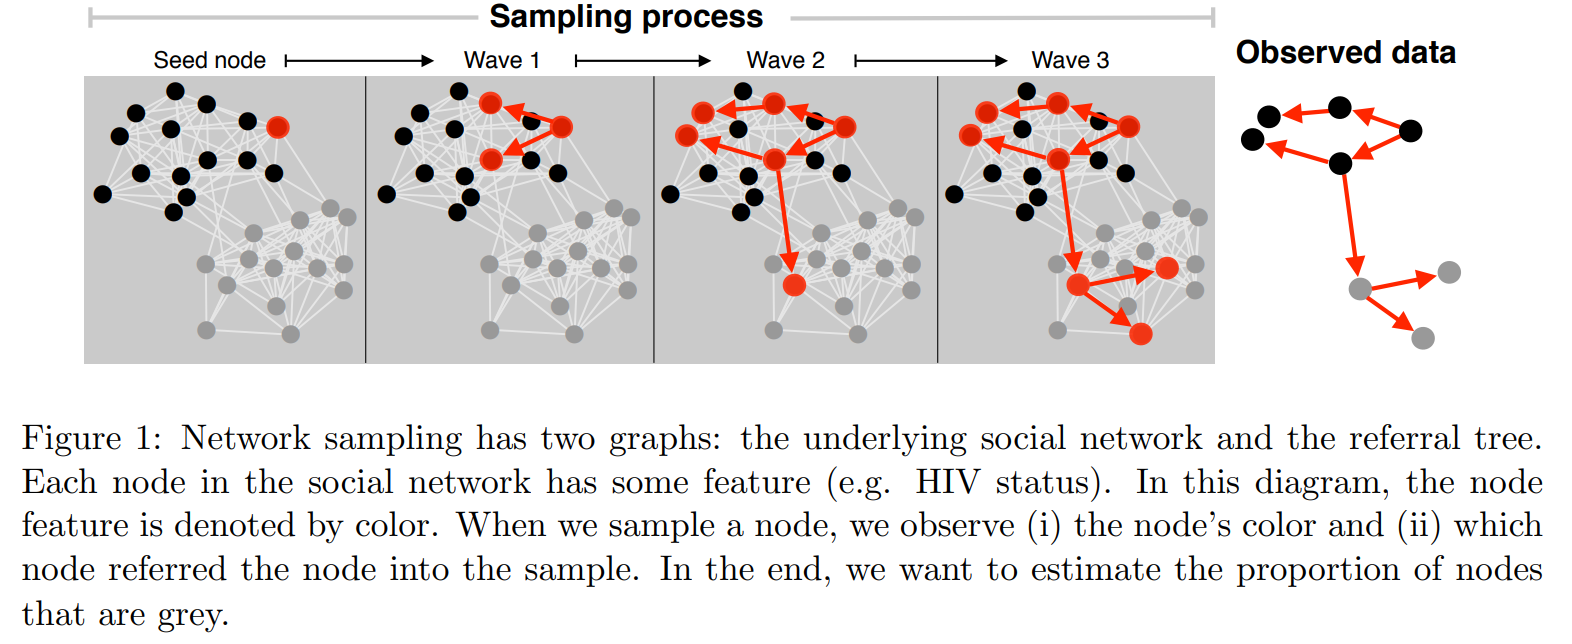 Sampling process
Seed node
Wave 1
Wave 2
Wave 3
Observed data
Figure 1: Network sampling has two graphs: the underlying social network and the referral tree.
Each node in the social network has some feature (e.g. HIV status). In this diagram, the node
feature is denoted by color. When we sample a node, we observe (i) the node's color and (ii) which
node referred the node into the sample. In the end, we want to estimate the proportion of nodes
that are grey.